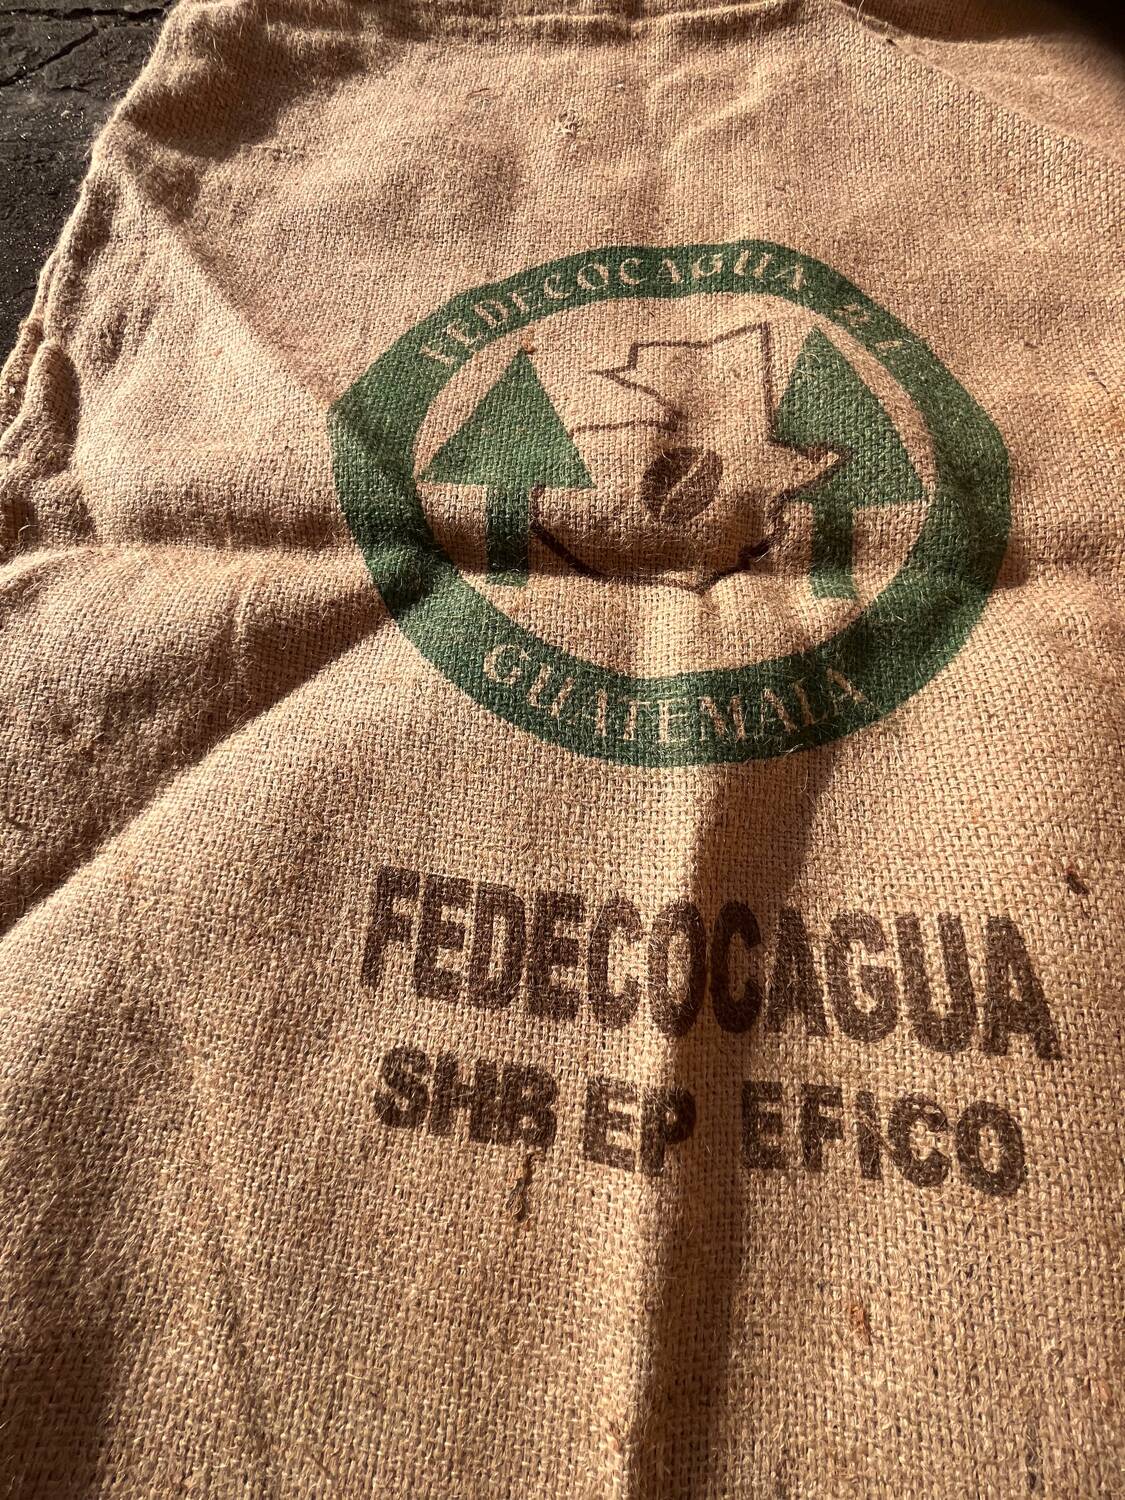 FEDECOCAGUA R L
GUATEMALA
FEDECOCAGUA
SHB EP EFICO